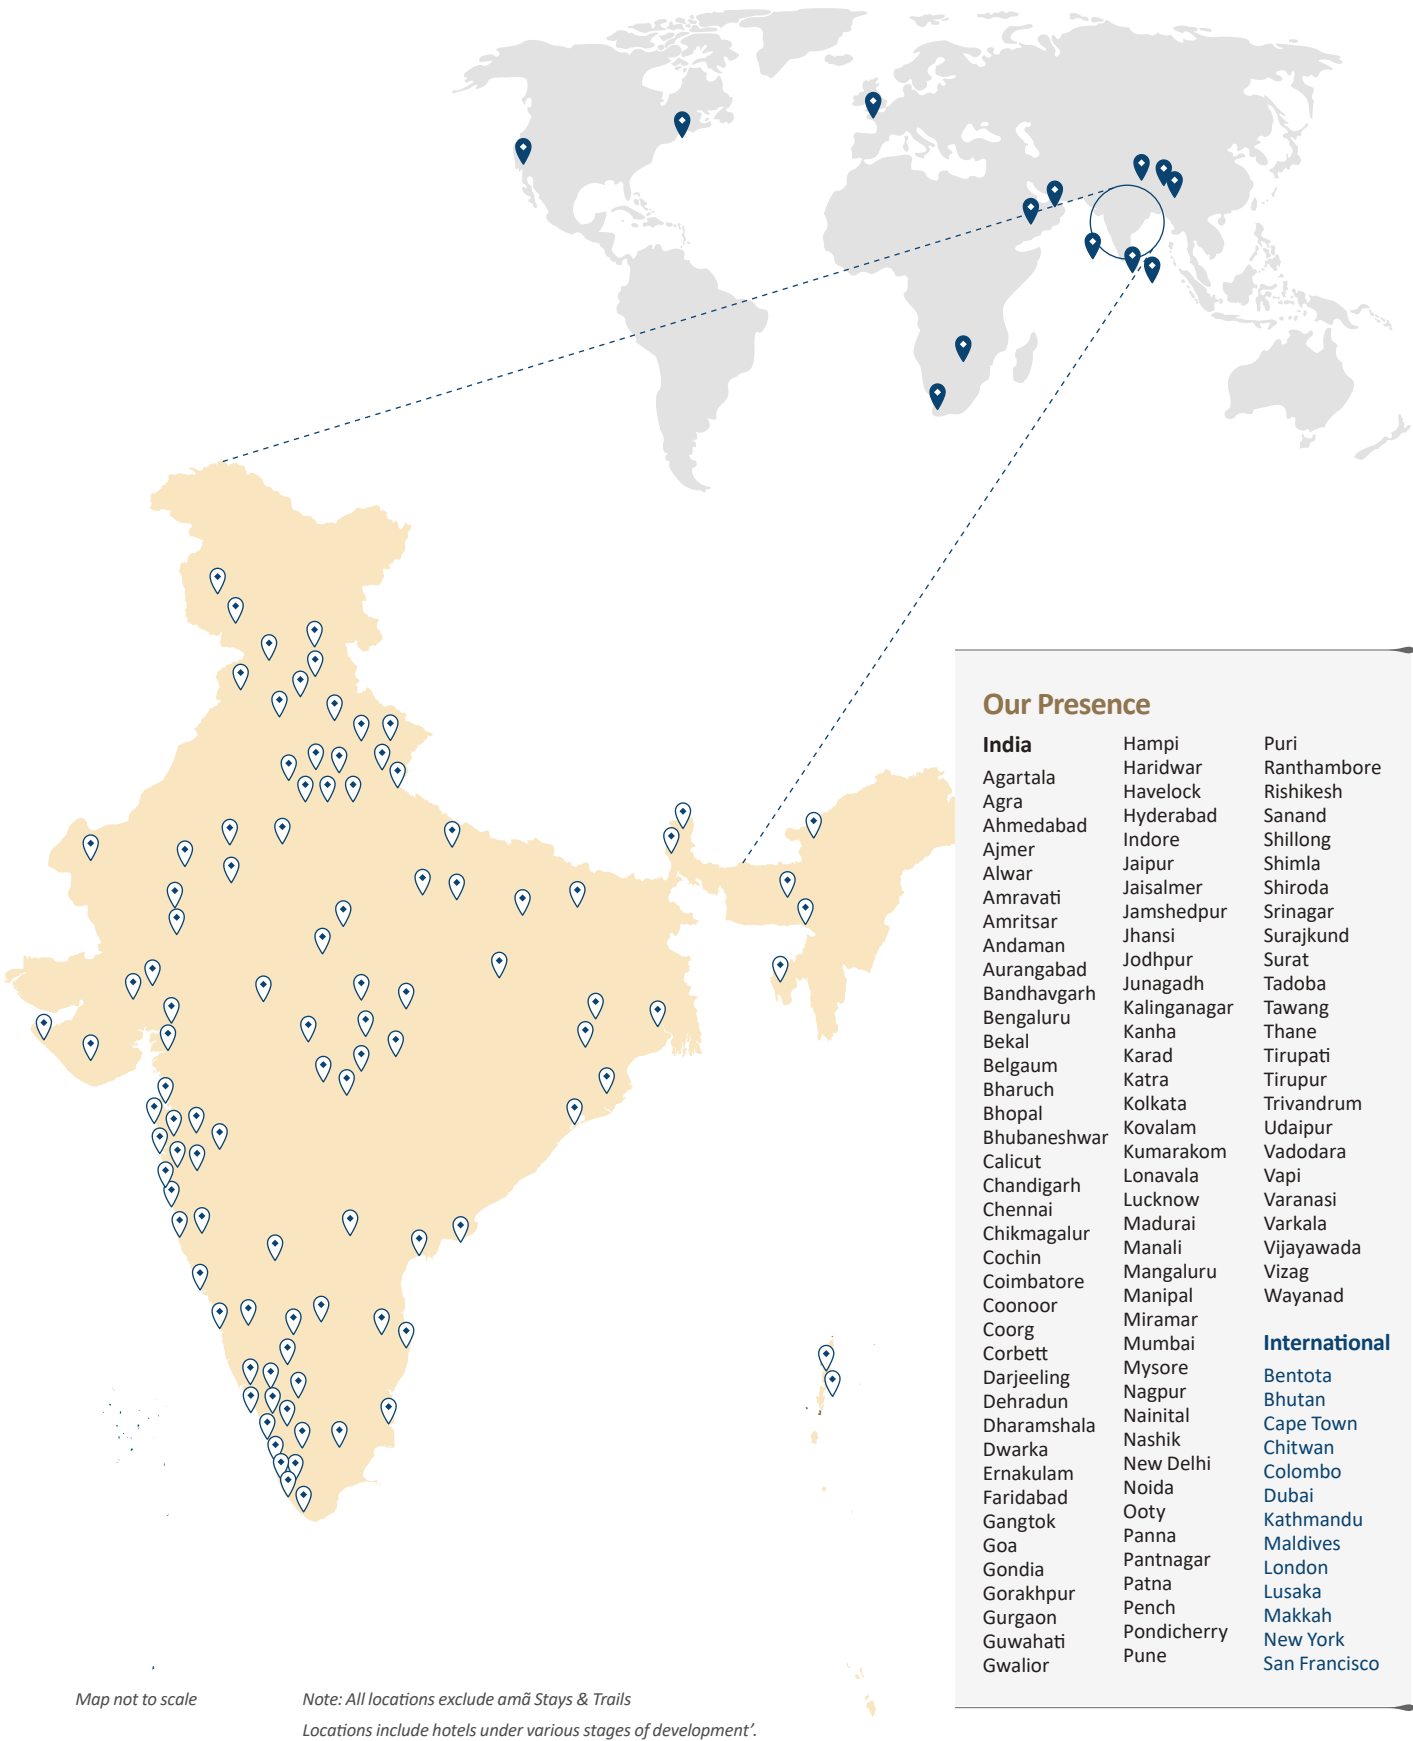 Our Presence
India
Agartala
Agra
Ahmedabad
Ajmer
Alwar
Amravati
Amritsar
Andaman
Aurangabad
Bandhavgarh
Bengaluru
Bekal
Belgaum
Bharuch
Bhopal
Bhubaneshwar
Calicut
Chandigarh
Chennai
Chikmagalur
Cochin
Coimbatore
Coonoor
Coorg
Corbett
Darjeeling
Dehradun
Dharamshala
Dwarka
Ernakulam
Faridabad
Gangtok
Goa
Gondia
Gorakhpur
Gurgaon
Guwahati
Gwalior
Hampi
Haridwar
Havelock
Hyderabad
Indore
Jaipur
Jaisalmer
Jamshedpur
Jhansi
Jodhpur
Junagadh
Kalinganagar
Kanha
Karad
Katra
Kolkata
Kovalam
Kumarakom
Lonavala
Lucknow
Madurai
Manali
Mangaluru
Manipal
Miramar
Mumbai
Mysore
Nagpur
Nainital
Nashik
New Delhi
Noida
Ooty
Panna
Pantnagar
Patna
Pench
Pondicherry
Pune
Puri
Ranthambore
Rishikesh
Sanand
Shillong
Shimla
Shiroda
Srinagar
Surajkund
Surat
Tadoba
Tawang
Thane
Tirupati
Tirupur
Trivandrum
Udaipur
Vadodara
Vapi
Varanasi
Varkala
Vijayawada
Vizag
Wayanad
International
Bentota
Bhutan
Cape Town
Chitwan
Colombo
Dubai
Kathmandu
Maldives
London
Lusaka
Makkah
New York
San Francisco
Map not to scale
Note: All locations exclude amã Stays & Trails
Locations include hotels under various stages of development’.